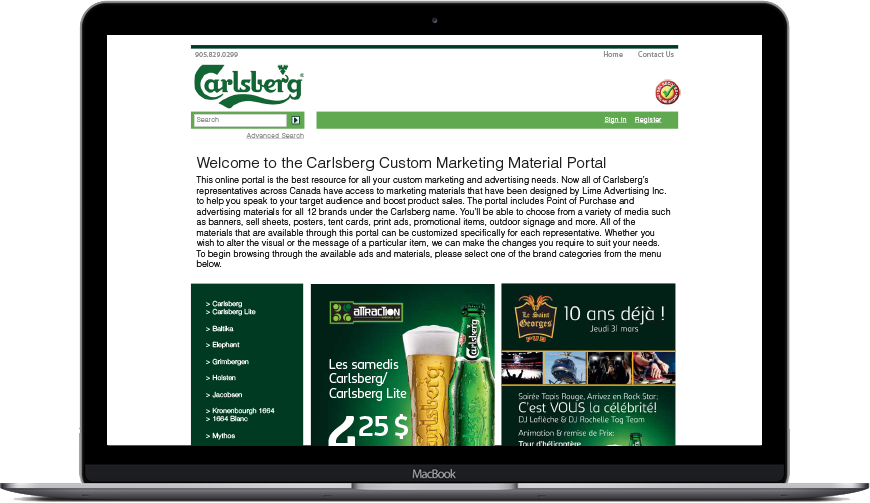 905.829.0299
Home Contact Us
Carlsberg
Search
Sign In Register
Advanced Search
Welcome to the Carlsberg Custom Marketing Material Portal
This online portal is the best resource for all your custom marketing and advertising needs. Now all of Carlsberg's
representatives across Canada have access to marketing materials that have been designed by Lime Advertising Inc.
to help you speak to your target audience and boost product sales. The portal includes Point of Purchase and
advertising materials for all 12 brands under the Carlsberg name. You'll be able to choose from a variety of media such
as banners, sell sheets, posters, tent cards, print ads, promotional items, outdoor signage and more. All of the
materials that are available through this portal can be customized specifically for each representative. Whether you
wish to alter the visual or the message of a particular item, we can make the changes you require to suit your needs.
To begin browsing through the available ads and materials, please select one of the brand categories from the menu
below.
> Carlsberg
> Carlsberg Lite
> Baltika
> Elephant
> Grimbergen
> Holsten
> Jacobsen
> Kronenbourgh 1664
> 1664 Blanc
> Mythos
aTTRACTION
Les samedis
Carlsberg/
Carlsberg Lite
2 25 $
Carlsberg
Carlsberg
Le Saint
Georges
PUB
10 ans déjà !
Jeudi 31 mars
Soirée Tapis Rouge, Arrivez en Rock Star;
C'est VOUS la célébrité!
DJ Laflèche & DJ Rochelle Tag Team
Animation & remise de Prix:
Tour d'hélicoptère
MacBook